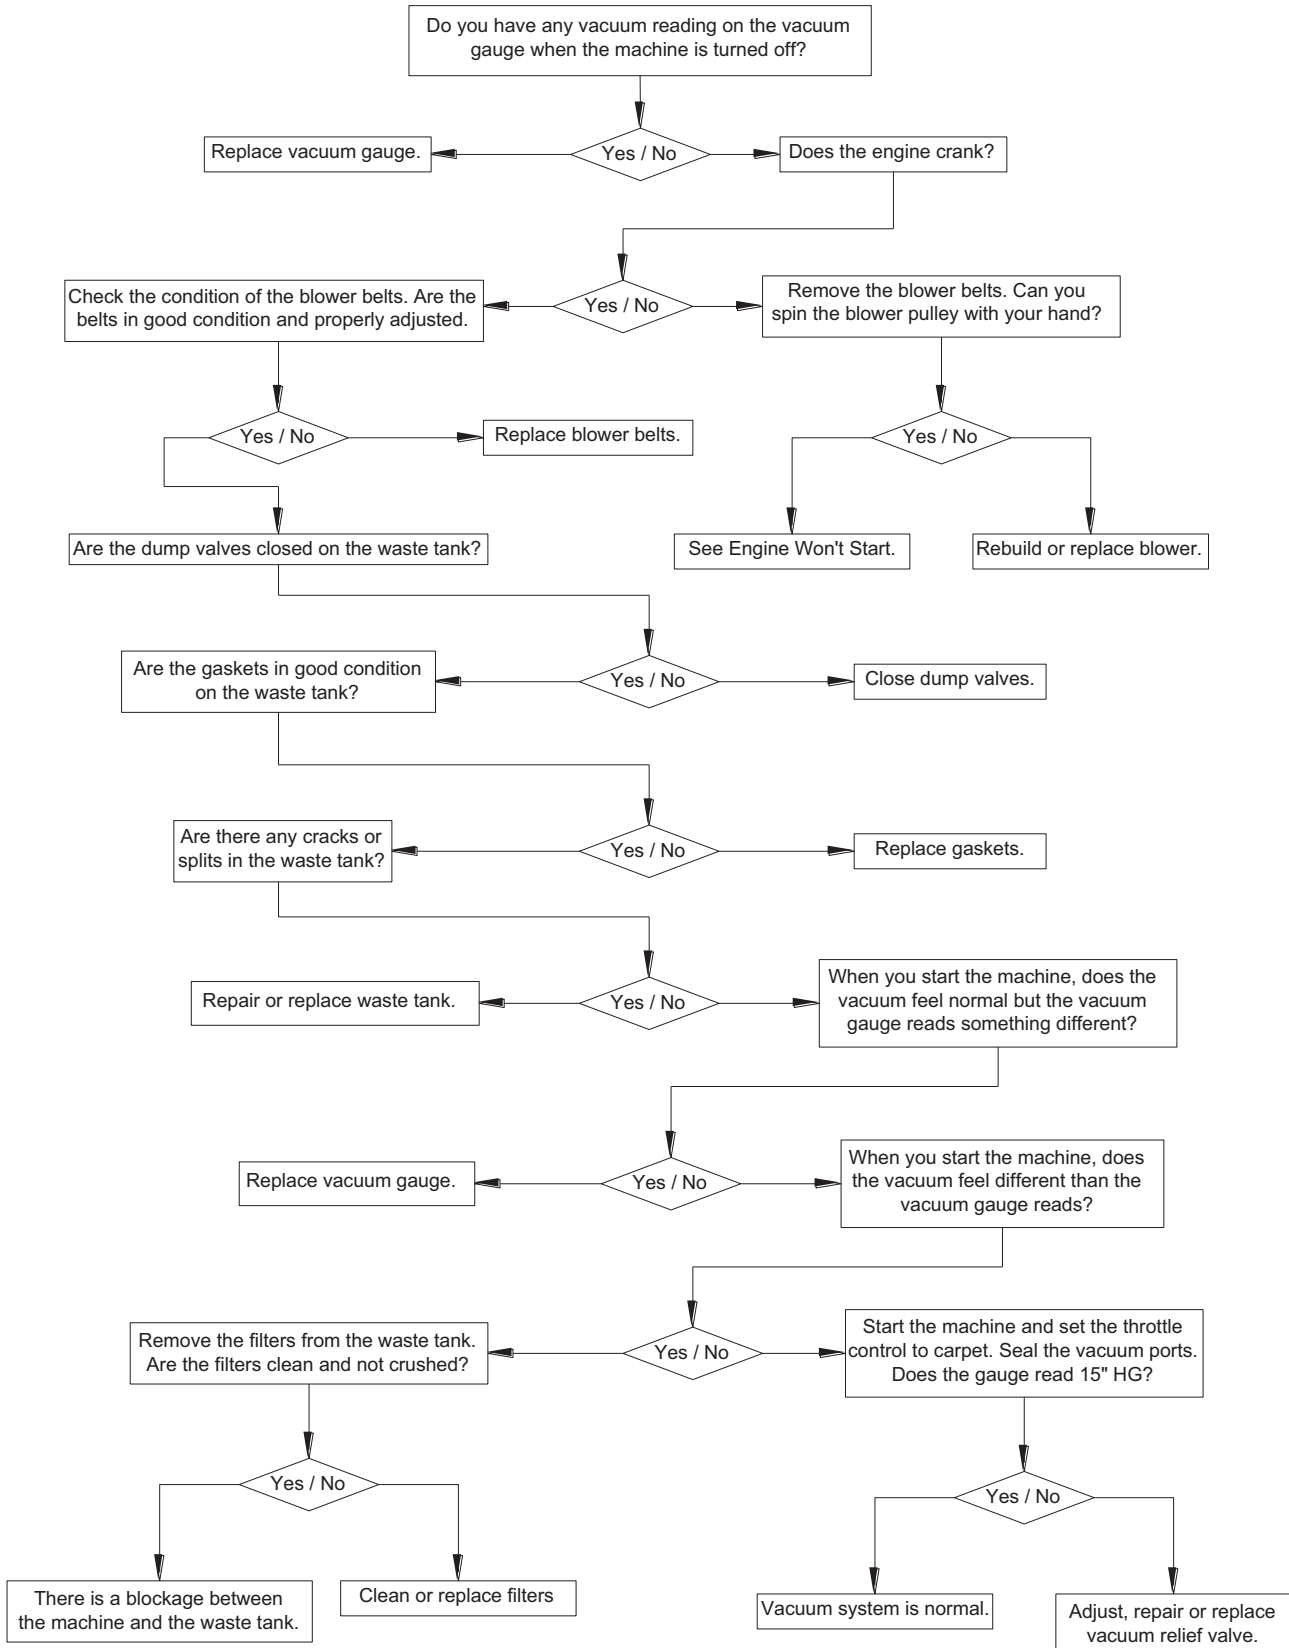 Do you have any vacuum reading on the vacuum
gauge when the machine is turned off?
Replace vacuum gauge.
Yes / No
Does the engine crank?
Check the condition of the blower belts. Are the
belts in good condition and properly adjusted.
Yes / No
Remove the blower belts. Can you
spin the blower pulley with your hand?
Yes / No
Replace blower belts.
Yes / No
Are the dump valves closed on the waste tank?
See Engine Won't Start.
Rebuild or replace blower.
Are the gaskets in good condition
on the waste tank?
Yes / No
Close dump valves.
Are there any cracks or
splits in the waste tank?
Yes / No
Replace gaskets.
Repair or replace waste tank.
Yes / No
When you start the machine, does the
vacuum feel normal but the vacuum
gauge reads something different?
Replace vacuum gauge.
Yes / No
When you start the machine, does
the vacuum feel different than the
vacuum gauge reads?
Remove the filters from the waste tank.
Are the filters clean and not crushed?
Yes / No
Start the machine and set the throttle
control to carpet. Seal the vacuum ports.
Does the gauge read 15" HG?
Yes / No
Yes / No
There is a blockage between
the machine and the waste tank.
Clean or replace filters
Vacuum system is normal.
Adjust, repair or replace
vacuum relief valve.